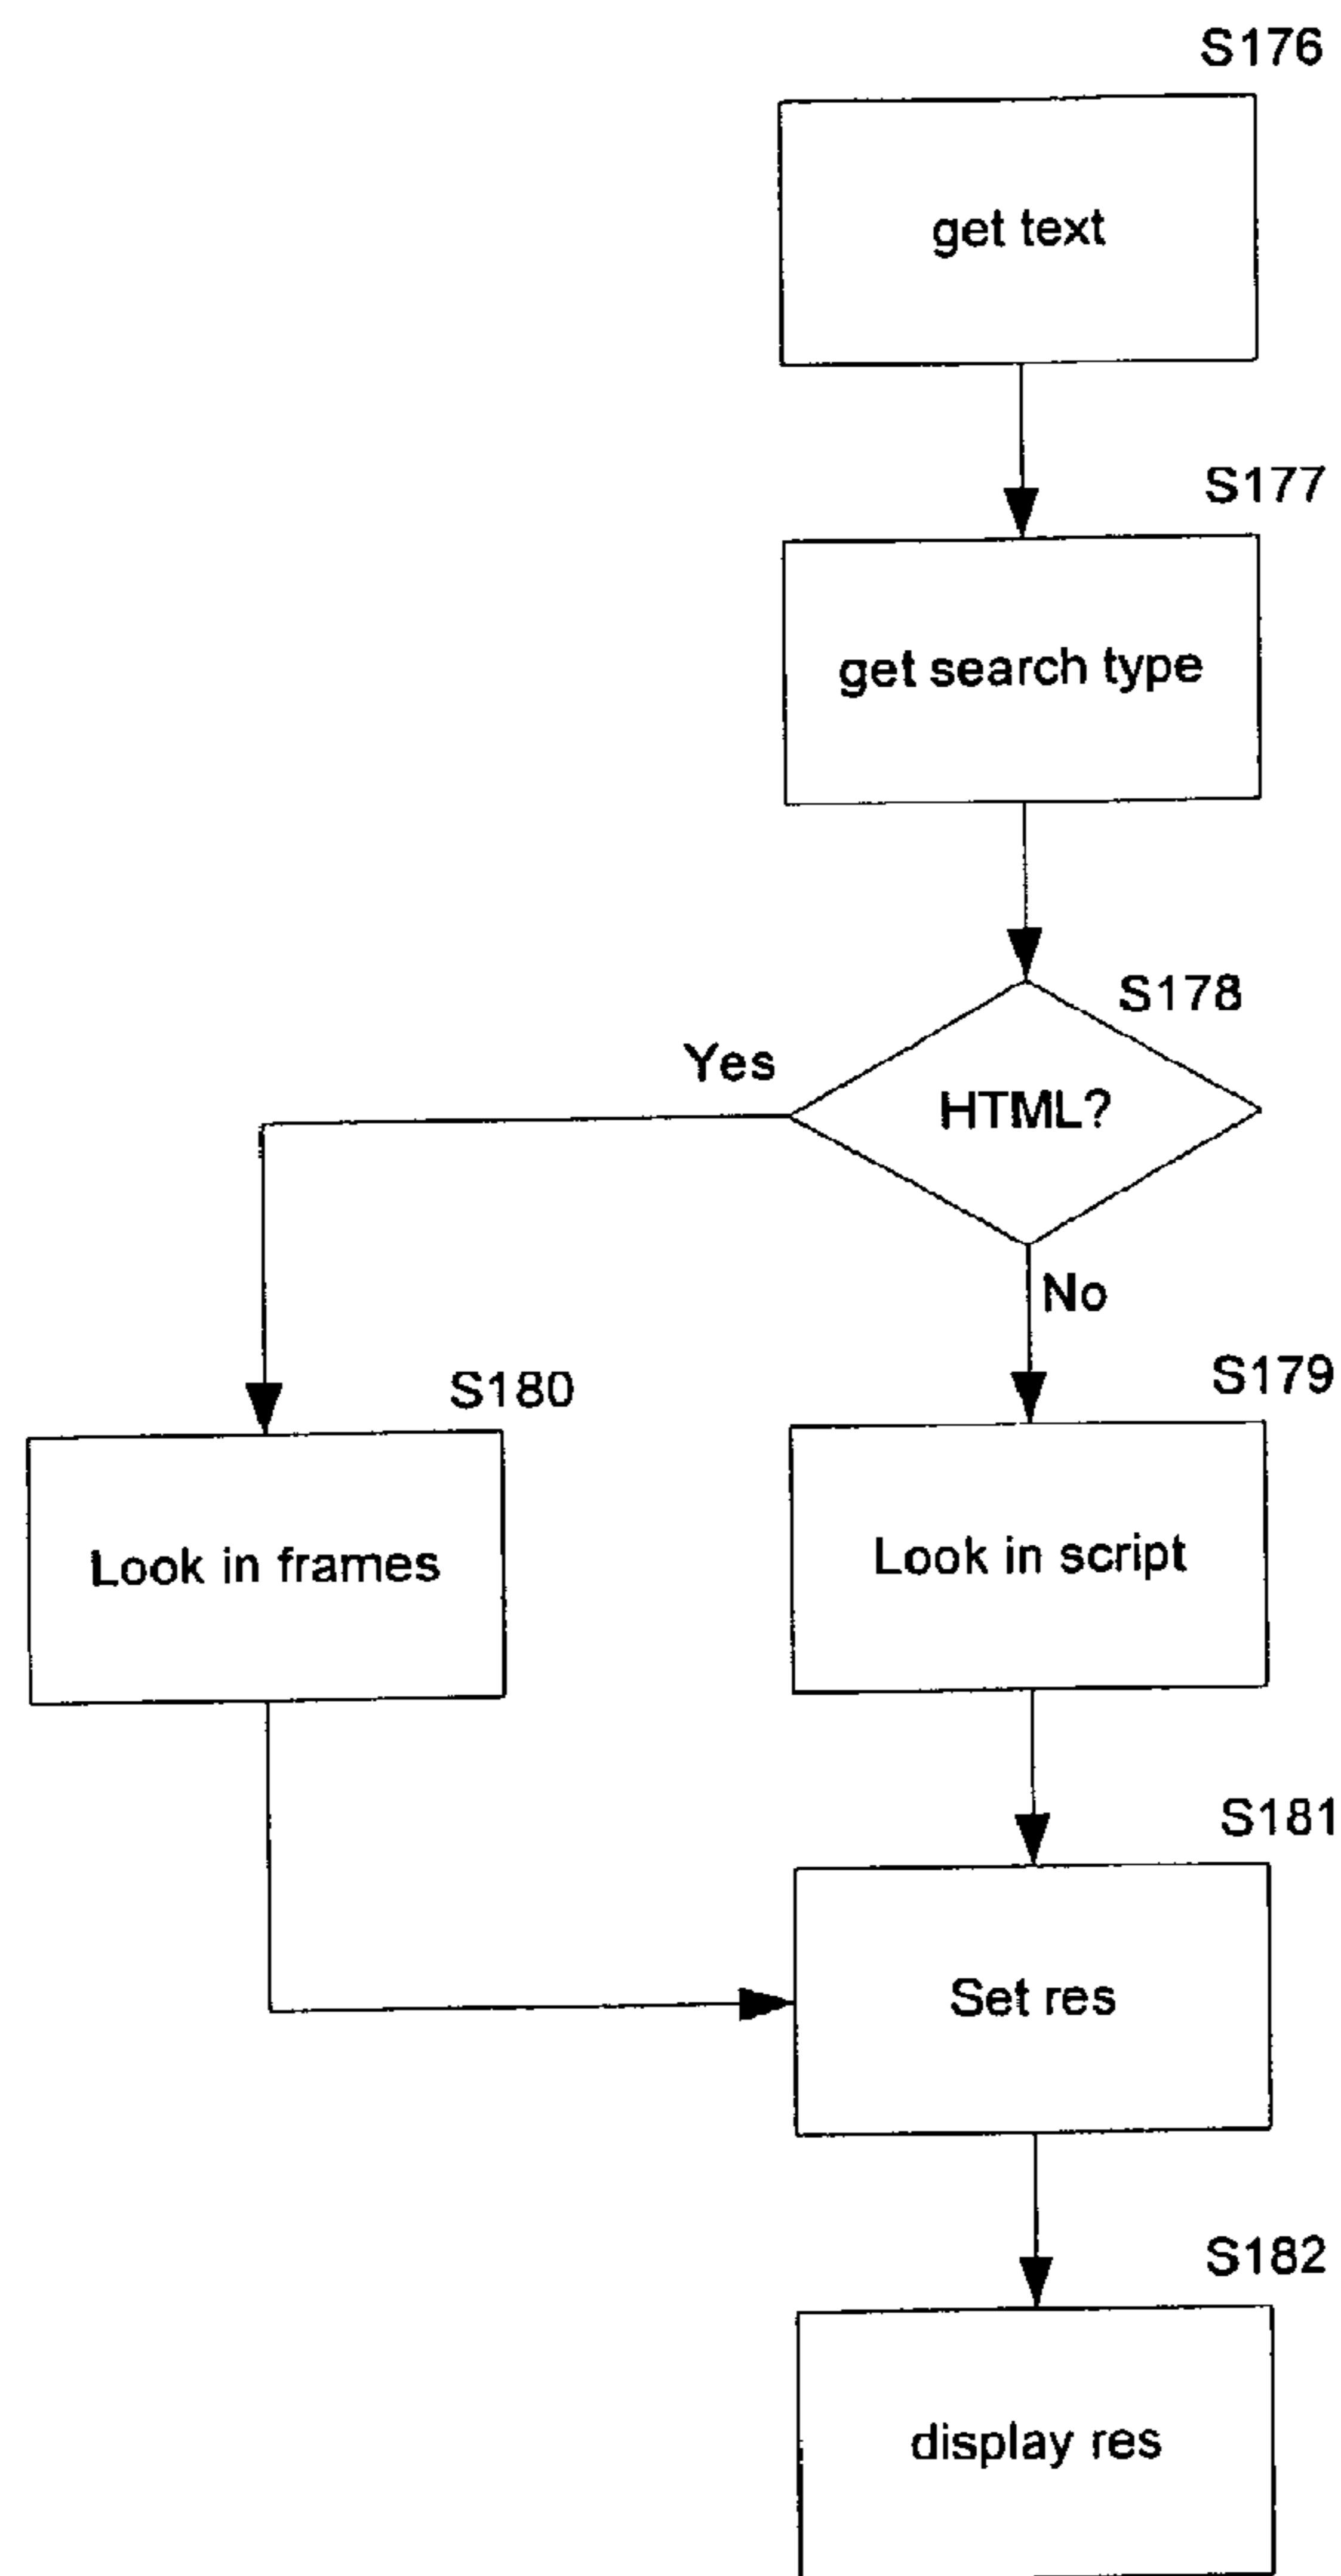 S176
get text
S177
get search type
S178
Yes
HTML?
No
S180
S179
Look in frames
Look in script
S181
Set res
S182
display res